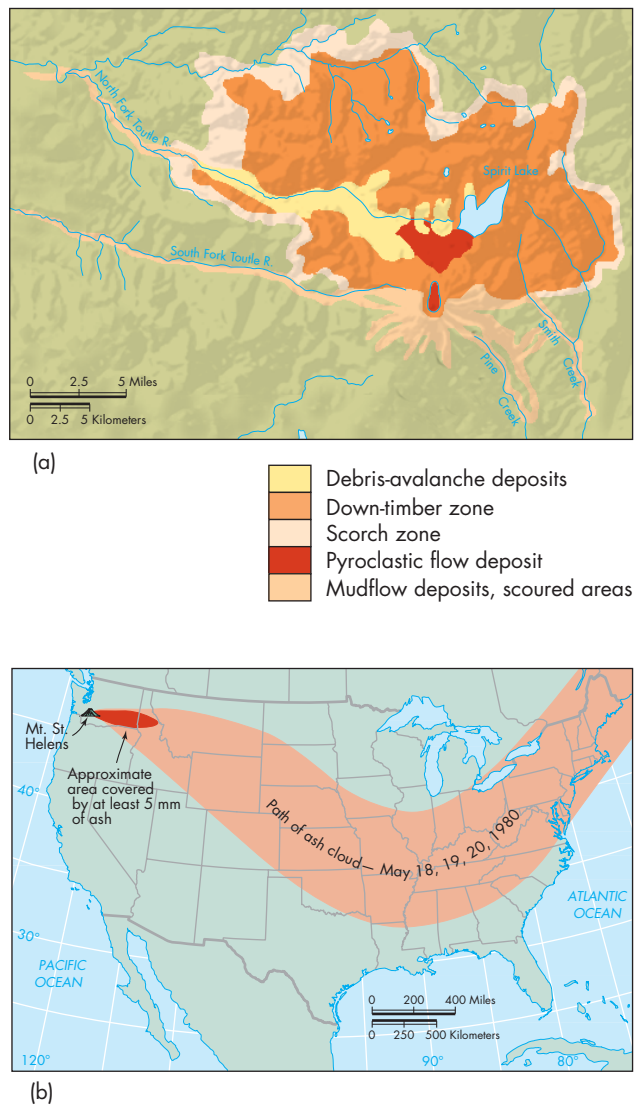 North Fork Toutle R.
Spirit Lake
South Fork Toutle R.
Smith
Creek
Pine
Creek
0 2.5 5 Miles
0 2.5 5 Kilometers
(a)
Debris-avalanche deposits
Down-timber zone
Scorch zone
Pyroclastic flow deposit
Mudflow deposits, scoured areas
Mt. St.
Helens
Approximate
area covered
by at least 5 mm
of ash
40°
Path of ash cloud— May 18, 19, 20, 1980
30°
ATLANTIC
OCEAN
PACIFIC
OCEAN
0 200 400 Miles
0 250 500 Kilometers
120°
90°
80°
(b)